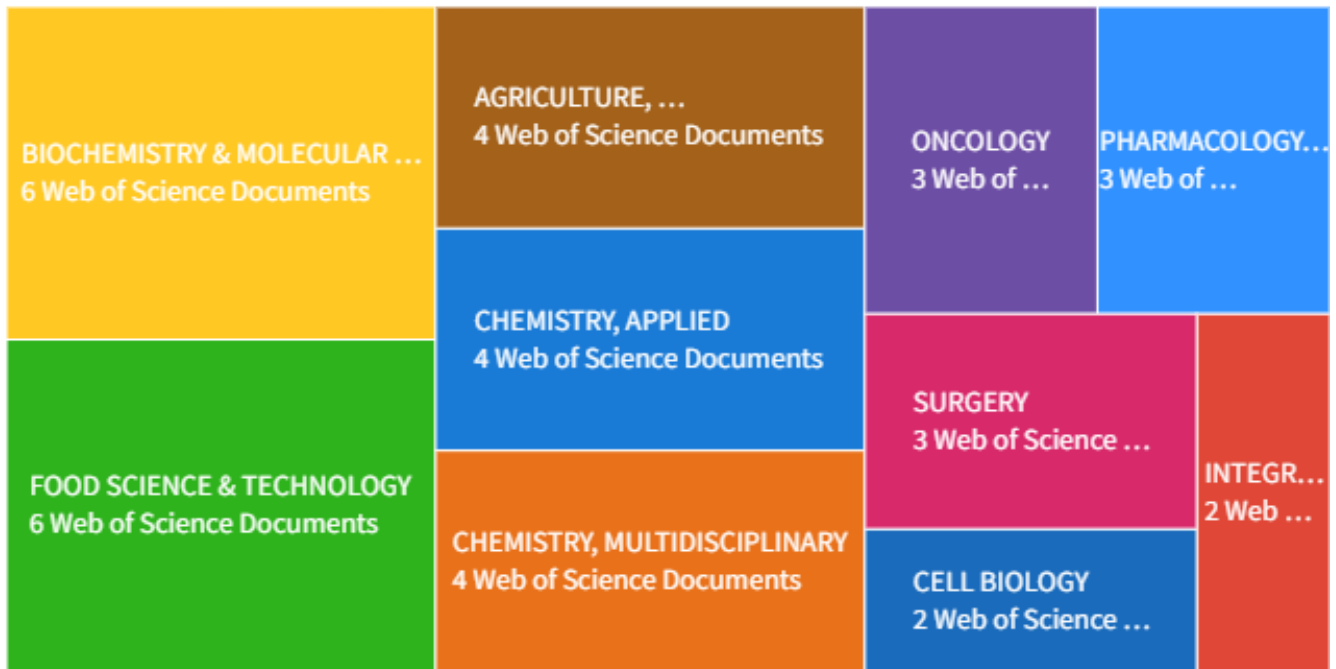 BIOCHEMISTRY & MOLECULAR ...
6 Web of Science Documents
FOOD SCIENCE & TECHNOLOGY
6 Web of Science Documents
AGRICULTURE, ...
4 Web of Science Documents
CHEMISTRY, APPLIED
4 Web of Science Documents
CHEMISTRY, MULTIDISCIPLINARY
4 Web of Science Documents
ONCOLOGY
3 Web of ...
PHARMACOLOGY...
3 Web of ...
SURGERY
3 Web of Science ...
CELL BIOLOGY
2 Web of Science ...
INTEGR...
2 Web ...